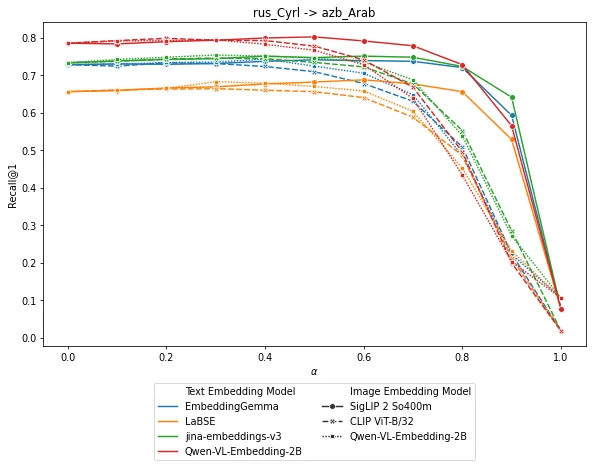 rus_Cyrl -> azb_Arab
Recall@1
0.8
0.7
0.6
0.5
0.4
0.3
0.2
0.1
0.0
0.0 0.2 0.4 0.6 0.8 1.0
α
Text Embedding Model
EmbeddingGemma
LaBSE
jina-embeddings-v3
Qwen-VL-Embedding-2B
Image Embedding Model
SigLIP 2 So400m
CLIP ViT-B/32
Qwen-VL-Embedding-2B